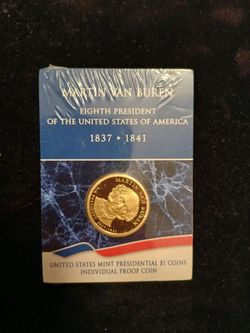 MARTIN VAN BUREN
EIGHTH PRESIDENT
OF THE UNITED STATES OF AMERICA
1837 ★ 1841
MARTIN VAN BUREN
UNITED STATES MINT PRESIDENTIAL $1 COINS
INDIVIDUAL PROOF COIN